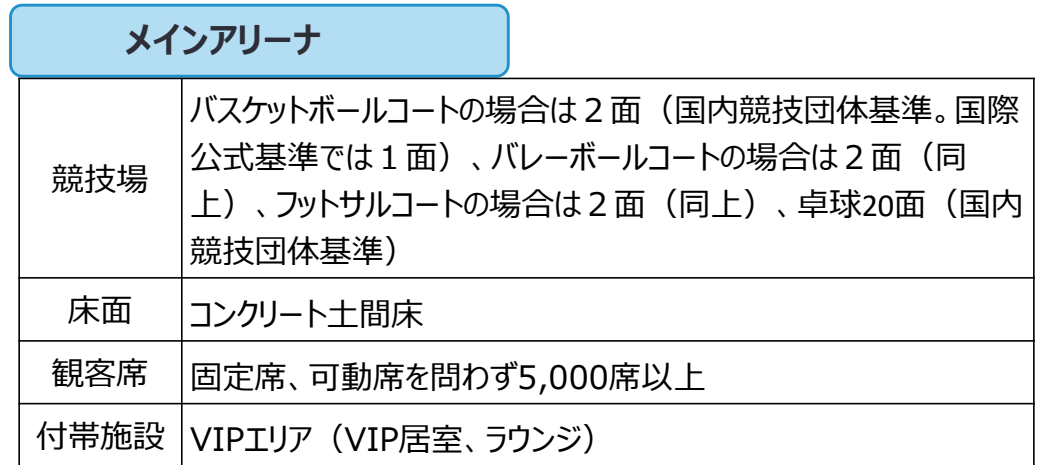 メインアリーナ
競技場
バスケットボールコートの場合は２面（国内競技団体基準。国際
公式基準では１面）、バレーボールコートの場合は２面（同
上）、フットサルコートの場合は２面（同上）、卓球20面（国内
競技団体基準）
床面
コンクリート土間床
観客席
固定席、可動席を問わず5,000席以上
付帯施設
VIPエリア（VIP居室、ラウンジ）